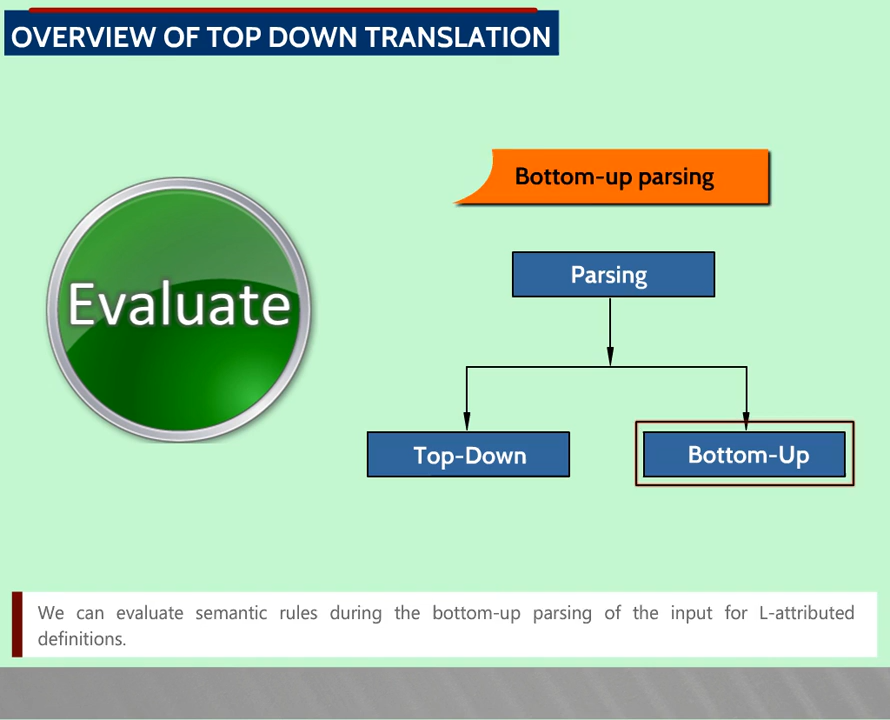 OVERVIEW OF TOP DOWN TRANSLATION
Bottom-up parsing
Evaluate
Parsing
Top-Down
Bottom-Up
We can evaluate semantic rules during the bottom-up parsing of the input for L-attributed
definitions.